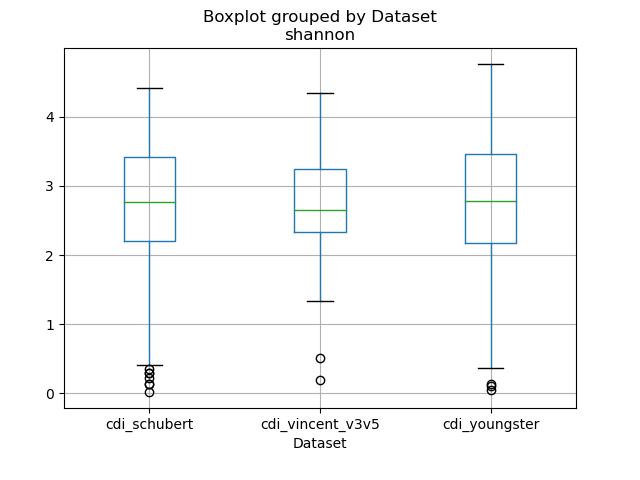 Boxplot grouped by Dataset
shannon
4
3
2
1
0
cdi_schubert cdi_vincent_v3v5 cdi_youngster
Dataset